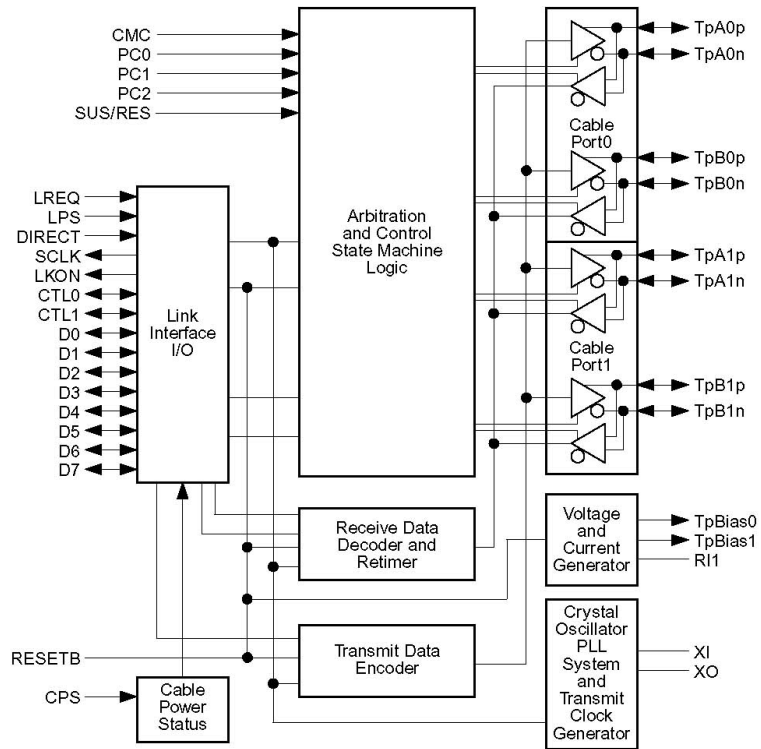 CMC
PC0
PC1
PC2
SUS/RES
LREQ
LPS
DIRECT
SCLK
LKON
CTL0
CTL1
D0
D1
D2
D3
D4
D5
D6
D7
RESETB
CPS
Link
Interface
I/O
Cable
Power
Status
Arbitration
and Control
State Machine
Logic
Receive Data
Decoder and
Retimer
Transmit Data
Encoder
Cable
Port0
Cable
Port1
Voltage
and
Current
Generator
Crystal
Oscillator
PLL
System
and
Transmit
Clock
Generator
TpA0p
TpA0n
TpB0p
TpB0n
TpA1p
TpA1n
TpB1p
TpB1n
TpBias0
TpBias1
RI1
XI
XO